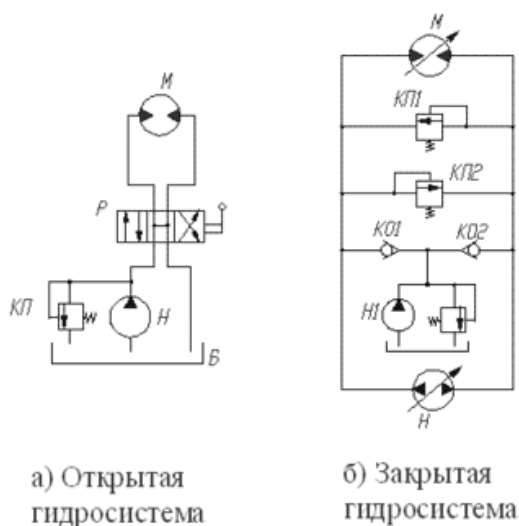 М
Р
КП
Н
Б
а) Открытая
гидросистема
М
КП1
КП2
КО1 КО2
Н1
Н
б) Закрытая
гидросистема